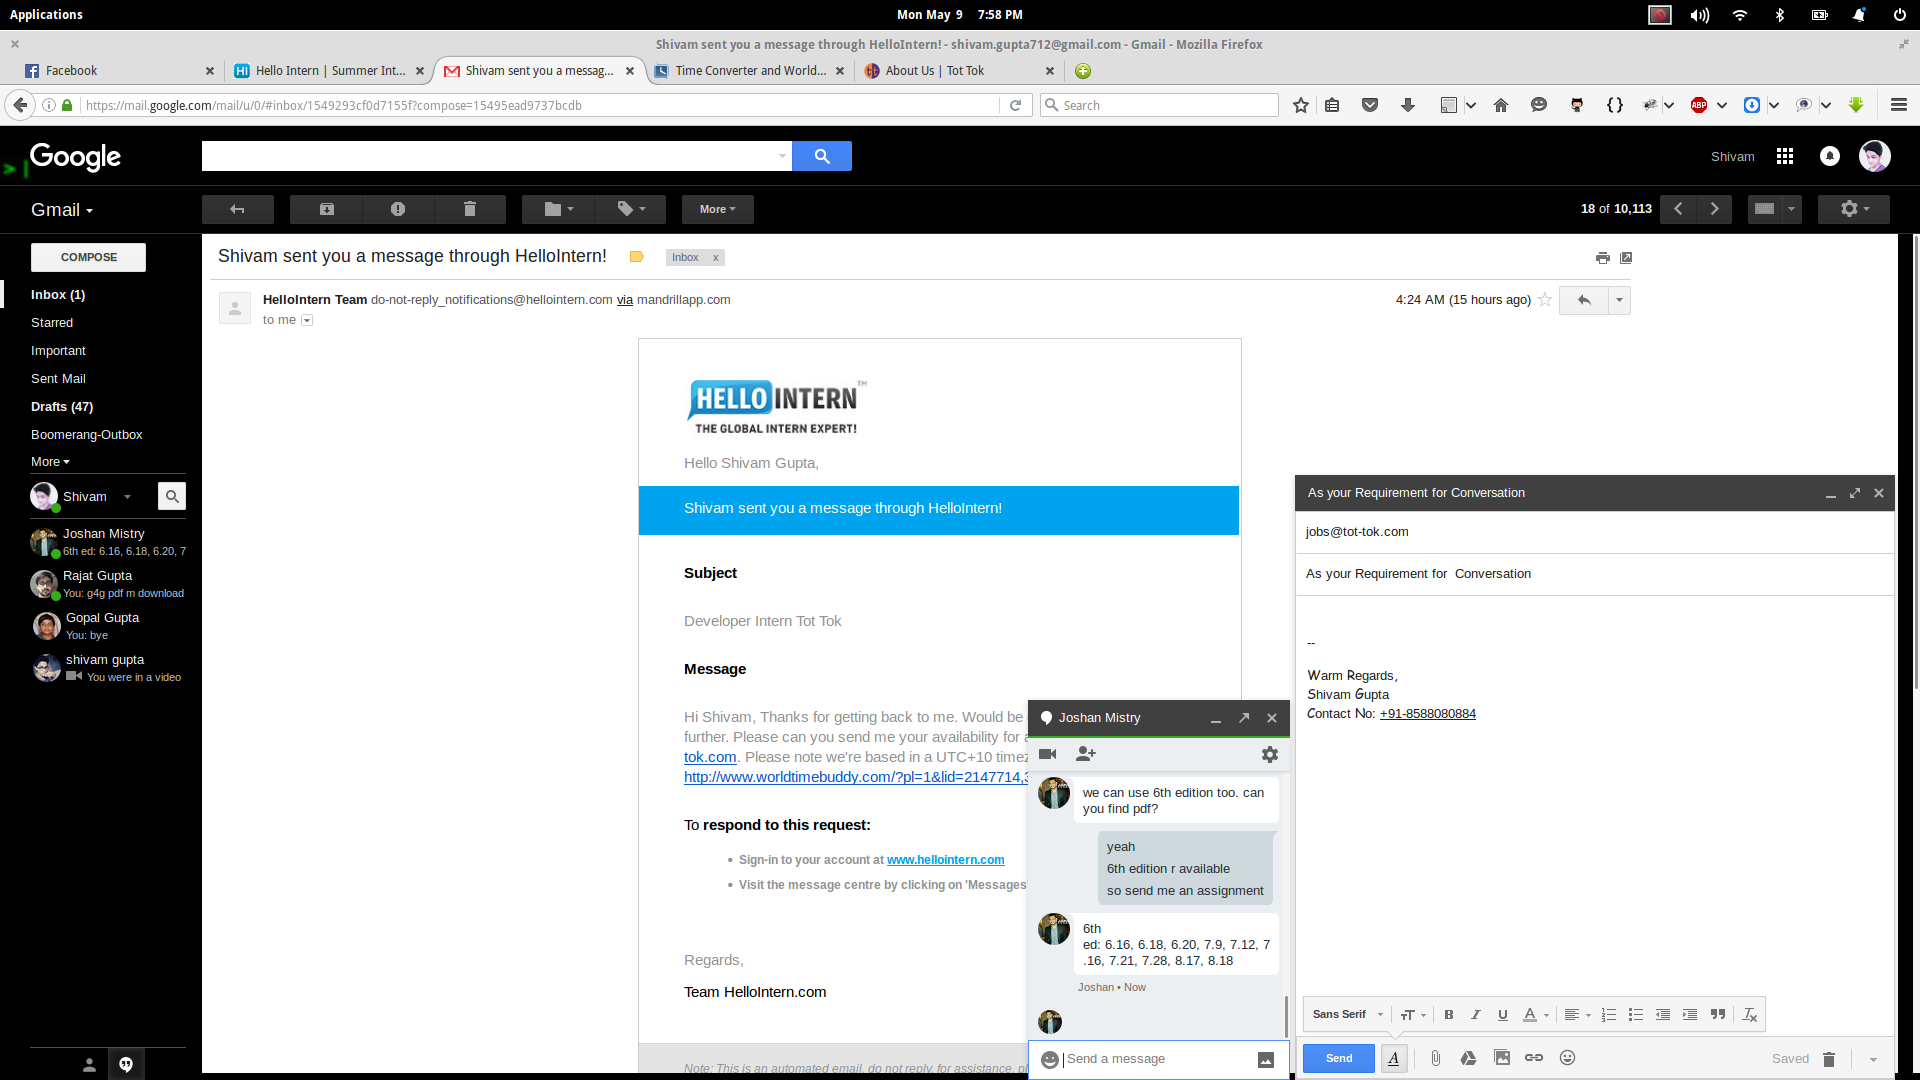 Applications
Mon May 9 7:58 PM
Shivam sent you a message through HelloIntern! - shivam.gupta712@gmail.com - Gmail - Mozilla Firefox
Facebook
Hello Intern | Summer Int...
Shivam sent you a messag...
Time Converter and World...
About Us | Tot Tok
https://mail.google.com/mail/u/0/#inbox/1549293cf0d7155f?compose=15495ead9737bcdb
Search
ABP
Google
Shivam
Gmail
More
18 of 10,113
COMPOSE
Inbox (1)
Starred
Important
Sent Mail
Drafts (47)
Boomerang-Outbox
More
Shivam
Joshan Mistry
6th ed: 6.16, 6.18, 6.20, 7
Rajat Gupta
You: g4g pdf m download
Gopal Gupta
You: bye
shivam gupta
You were in a video
Shivam sent you a message through HelloIntern!
Inbox x
HelloIntern Team do-not-reply_notifications@hellointern.com via mandrillapp.com
4:24 AM (15 hours ago)
to me
HELLO INTERN™
THE GLOBAL INTERN EXPERT!
Hello Shivam Gupta,
Shivam sent you a message through HelloIntern!
Subject
Developer Intern Tot Tok
Message
Hi Shivam, Thanks for getting back to me. Would be
further. Please can you send me your availability for
tok.com. Please note we're based in a UTC+10
http://www.worldtimebuddy.com/?pl=1&lid=2147714,
To respond to this request:
• Sign-in to your account at www.hellointern.com
• Visit the message centre by clicking on 'Messages'
Regards,
Team HelloIntern.com
Note: This is an automated email, do not reply, for assistance,
Joshan Mistry
we can use 6th edition too. can
you find pdf?
yeah
6th edition r available
so send me an assignment
6th
ed: 6.16, 6.18, 6.20, 7.9, 7.12, 7
.16, 7.21, 7.28, 8.17, 8.18
Joshan • Now
Send a message
As your Requirement for Conversation
jobs@tot-tok.com
As your Requirement for  Conversation
--
Warm Regards,
Shivam Gupta
Contact No: +91-8588080884
Sans Serif
Send
Saved